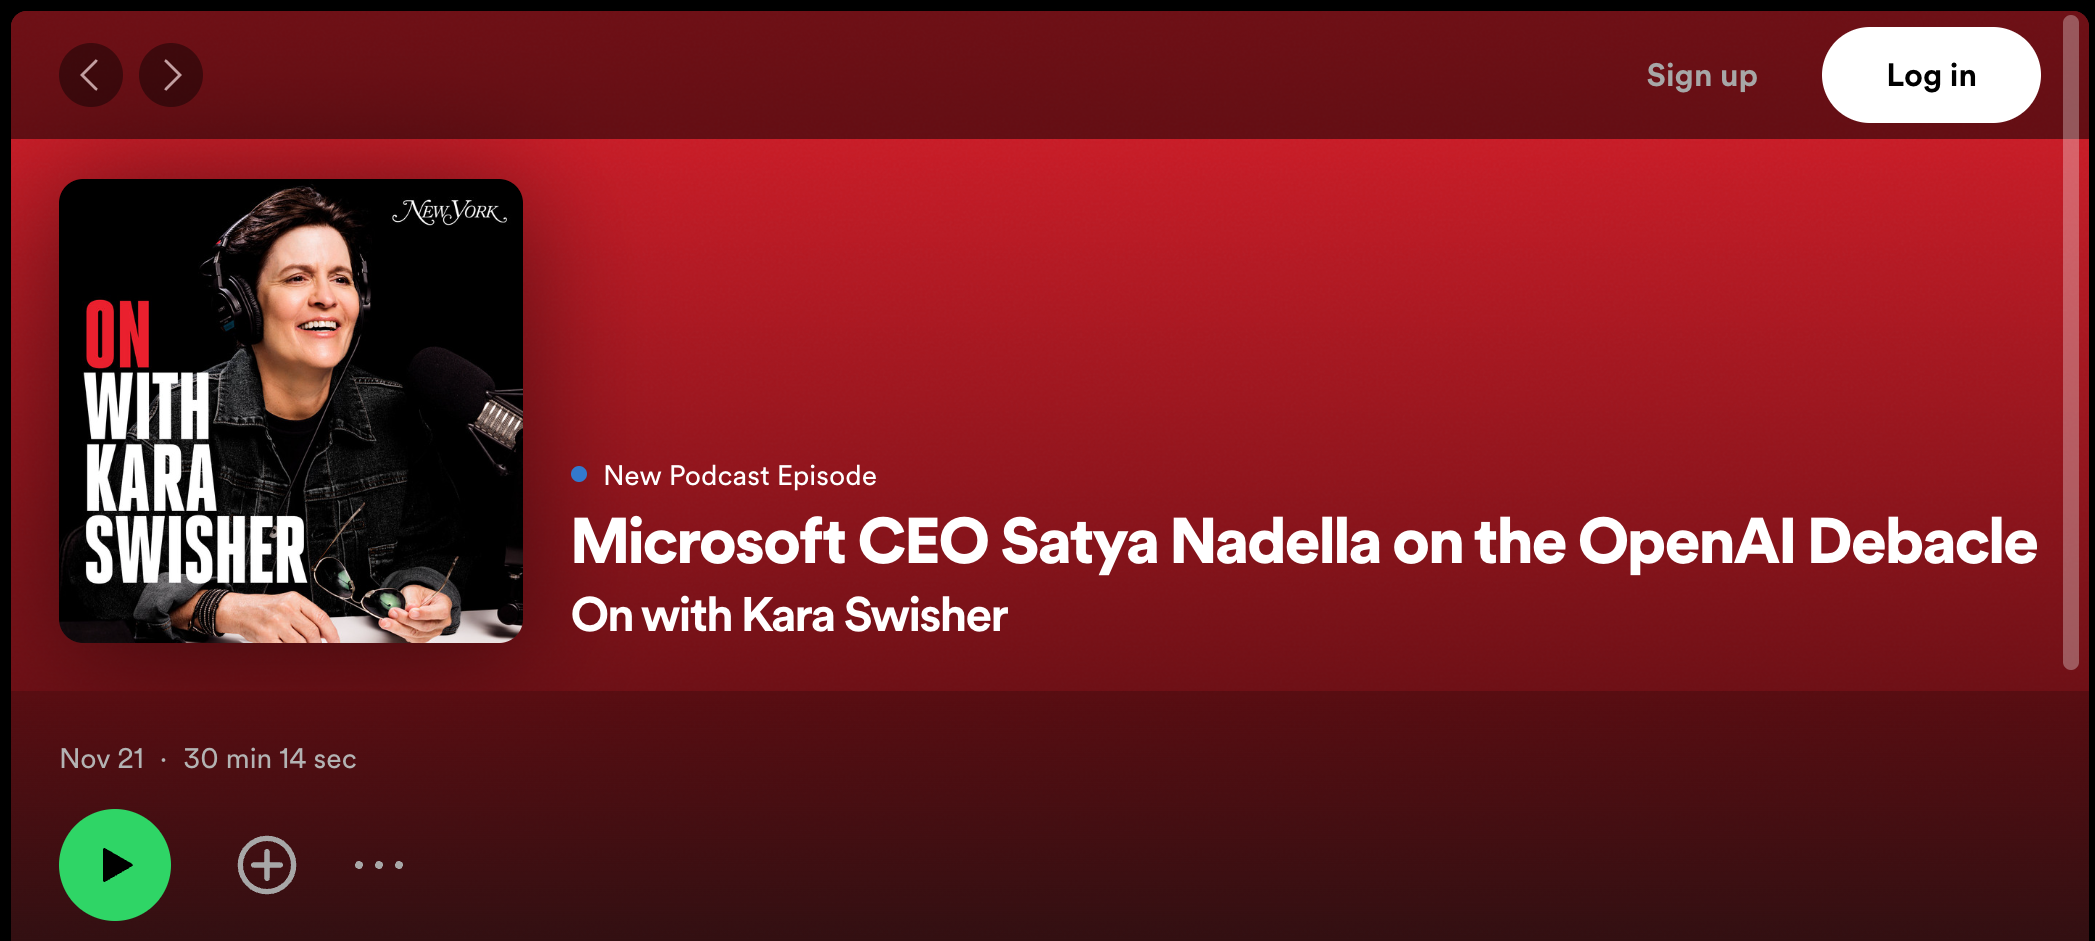 Sign up
Log in
NEW YORK
ON
WITH
KARA
SWISHER
New Podcast Episode
Microsoft CEO Satya Nadella on the OpenAI Debacle
On with Kara Swisher
Nov 21 · 30 min 14 sec